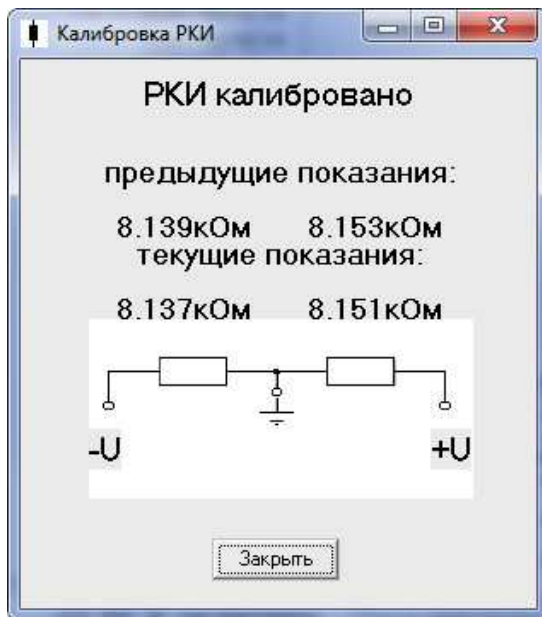 Калибровка РКИ
РКИ калибровано
предыдущие показания:
8.139кОм 8.153кОм
текущие показания:
8.137кОм 8.151кОм
-U +U
Закрыть